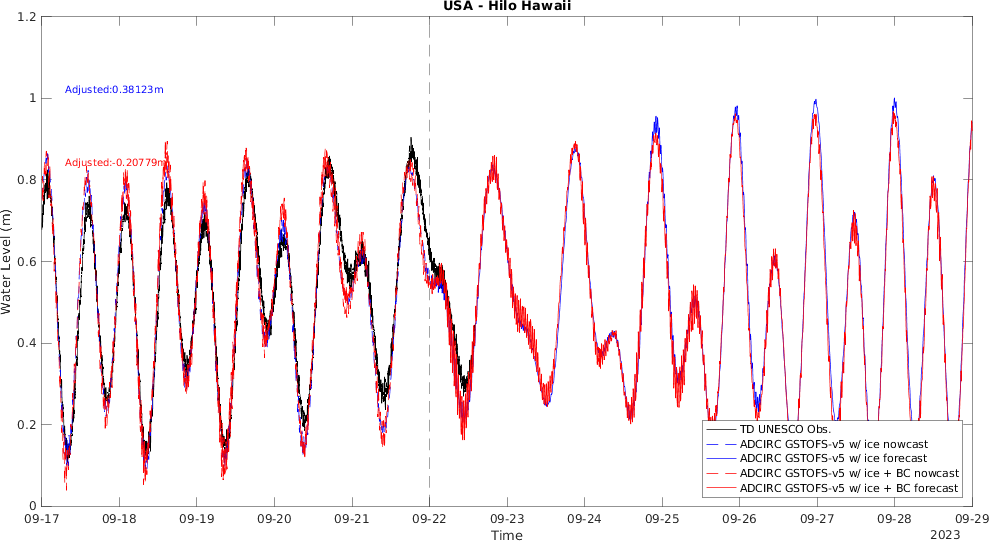 USA - Hilo Hawaii
1.2
1
0.8
0.6
0.4
0.2
0
Water Level (m)
Adjusted:0.38123m
Adjusted:-0.20779m
TD UNESCO Obs.
ADCIRC GSTOFS-v5 w/ ice nowcast
ADCIRC GSTOFS-v5 w/ ice forecast
ADCIRC GSTOFS-v5 w/ ice + BC nowcast
ADCIRC GSTOFS-v5 w/ ice + BC forecast
09-17 09-18 09-19 09-20 09-21 09-22 09-23 09-24 09-25 09-26 09-27 09-28 09-29
Time
2023